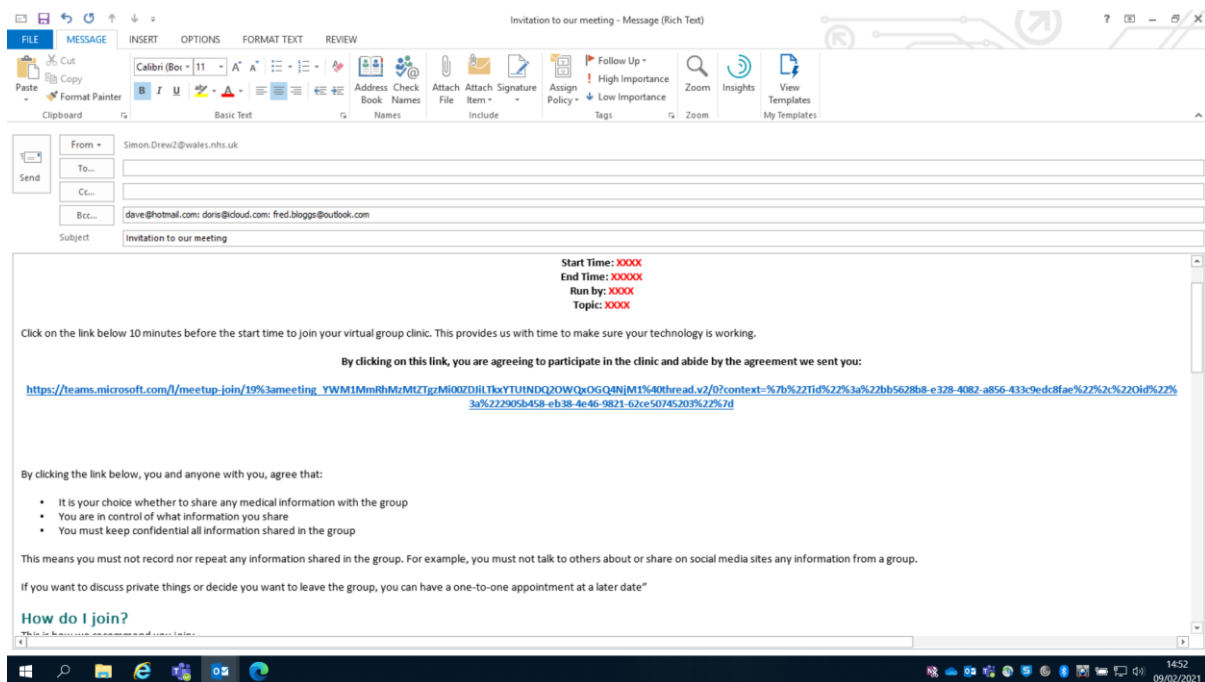 Invitation to our meeting - Message (Rich Text)
FILE MESSAGE INSERT OPTIONS FORMAT TEXT REVIEW
Paste
Cut
Copy
Format Painter
Clipboard
Calibri (Boc 11
B I U
Basic Text
Address Book
Check Names
Names
Attach File
Attach Item
Signature
Include
Assign Policy
Follow Up
High Importance
Low Importance
Tags
Zoom
Zoom
Insights
View Templates
My Templates
Send
From Simon.Drew2@wales.nhs.uk
To...
Cc...
Bcc... dave@hotmail.com: doris@icloud.com: fred.bloggs@outlook.com
Subject Invitation to our meeting
Start Time: XXXX
End Time: XXXXX
Run by: XXXX
Topic: XXXX
Click on the link below 10 minutes before the start time to join your virtual group clinic. This provides us with time to make sure your technology is working.
By clicking on this link, you are agreeing to participate in the clinic and abide by the agreement we sent you:
https://teams.microsoft.com/l/meetup-join/19%3ameeting_YWM1MmRhMzMtZTgzMi00ZDJiLTkxYTUtNDQ2OWQxOGQ4NjM1%40thread.v2/0?context=%7b%22Tid%22%3a%22bb5628b8-e328-4082-a856-433c9edc8fae%22%2c%22Oid%22%
3a%222905b458-eb38-4e46-9821-62ce50745203%22%7d
By clicking the link below, you and anyone with you, agree that:
• It is your choice whether to share any medical information with the group
• You are in control of what information you share
• You must keep confidential all information shared in the group
This means you must not record nor repeat any information shared in the group. For example, you must not talk to others about or share on social media sites any information from a group.
If you want to discuss private things or decide you want to leave the group, you can have a one-to-one appointment at a later date”
How do I join?
This is how we recommend you join:
14:52
09/02/2021